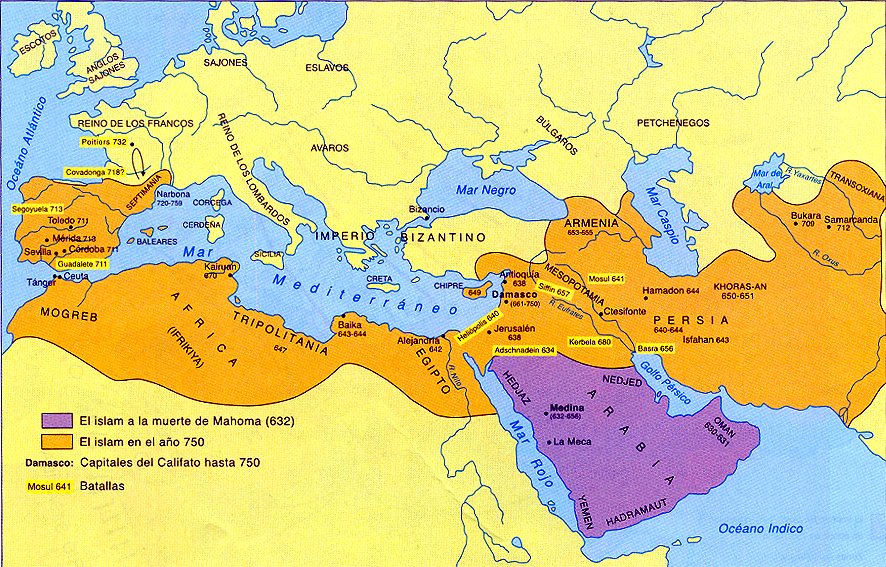 ESCOTOS
ANGLOS
SAJONES
SAJONES
ESLAVOS
Océano Atlántico
REINO DE LOS FRANCOS
Poitiers 732
REINO DE LOS LOMBARDOS
ÁVAROS
BÚLGAROS
PETCHENEGOS
Covadonga 718?
SEPTIMANIA
Narbona
720-759
CORCEGA
CERDEÑA
Segoyuela 713
Toledo 711
Mérida 713
Sevilla
Córdoba 711
BALEARES
Guadalete 711
Tánger
Ceuta
Mar Mediterráneo
SICILIA
Kairuan
670
Bizancio
Mar Negro
IMPERIO BIZANTINO
CRETA
CHIPRE
649
ARMENIA
653-655
Mar Caspio
Mar del
Aral
R. Yaxartes
TRANSOXIANA
Bukara
709
Samarcanda
712
R. Oxus
MOGREB
AFRICA
(IFRIKIYA)
TRIPOLITANIA
647
Baika
643-644
Alejandría
642
EGIPTO
R. Nilo
Heliópolis 640
Antioquía
638
Damasco
(661-750)
Siffin 657
MESOPOTAMIA
R. Eufrates
Mosul 641
Hamadon 644
Ctesifonte
KHORAS-AN
650-651
PERSIA
640-644
Isfahan 643
Jerusalén
638
Adschnadein 634
Kerbela 680
Basra 656
Golfo Pérsico
HEDJAZ
NEDJED
ARABIA
Medina
(632-656)
La Meca
OMAN
630-631
Mar Rojo
YEMEN
HADRAMAUT
Océano Indico
El islam a la muerte de Mahoma (632)
El islam en el año 750
Damasco: Capitales del Califato hasta 750
Mosul 641 Batallas